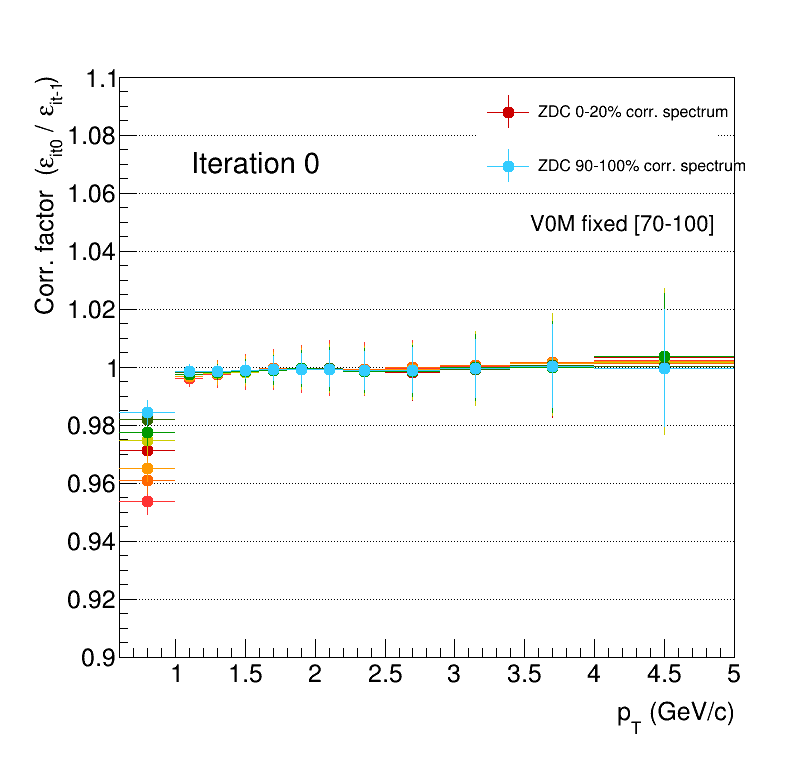 1.1
1.08
1.06
1.04
1.02
1
0.98
0.96
0.94
0.92
0.9
Corr. factor (ε_it0 / ε_it-1)
Iteration 0
ZDC 0-20% corr. spectrum
ZDC 90-100% corr. spectrum
V0M fixed [70-100]
1 1.5 2 2.5 3 3.5 4 4.5 5
p_T (GeV/c)